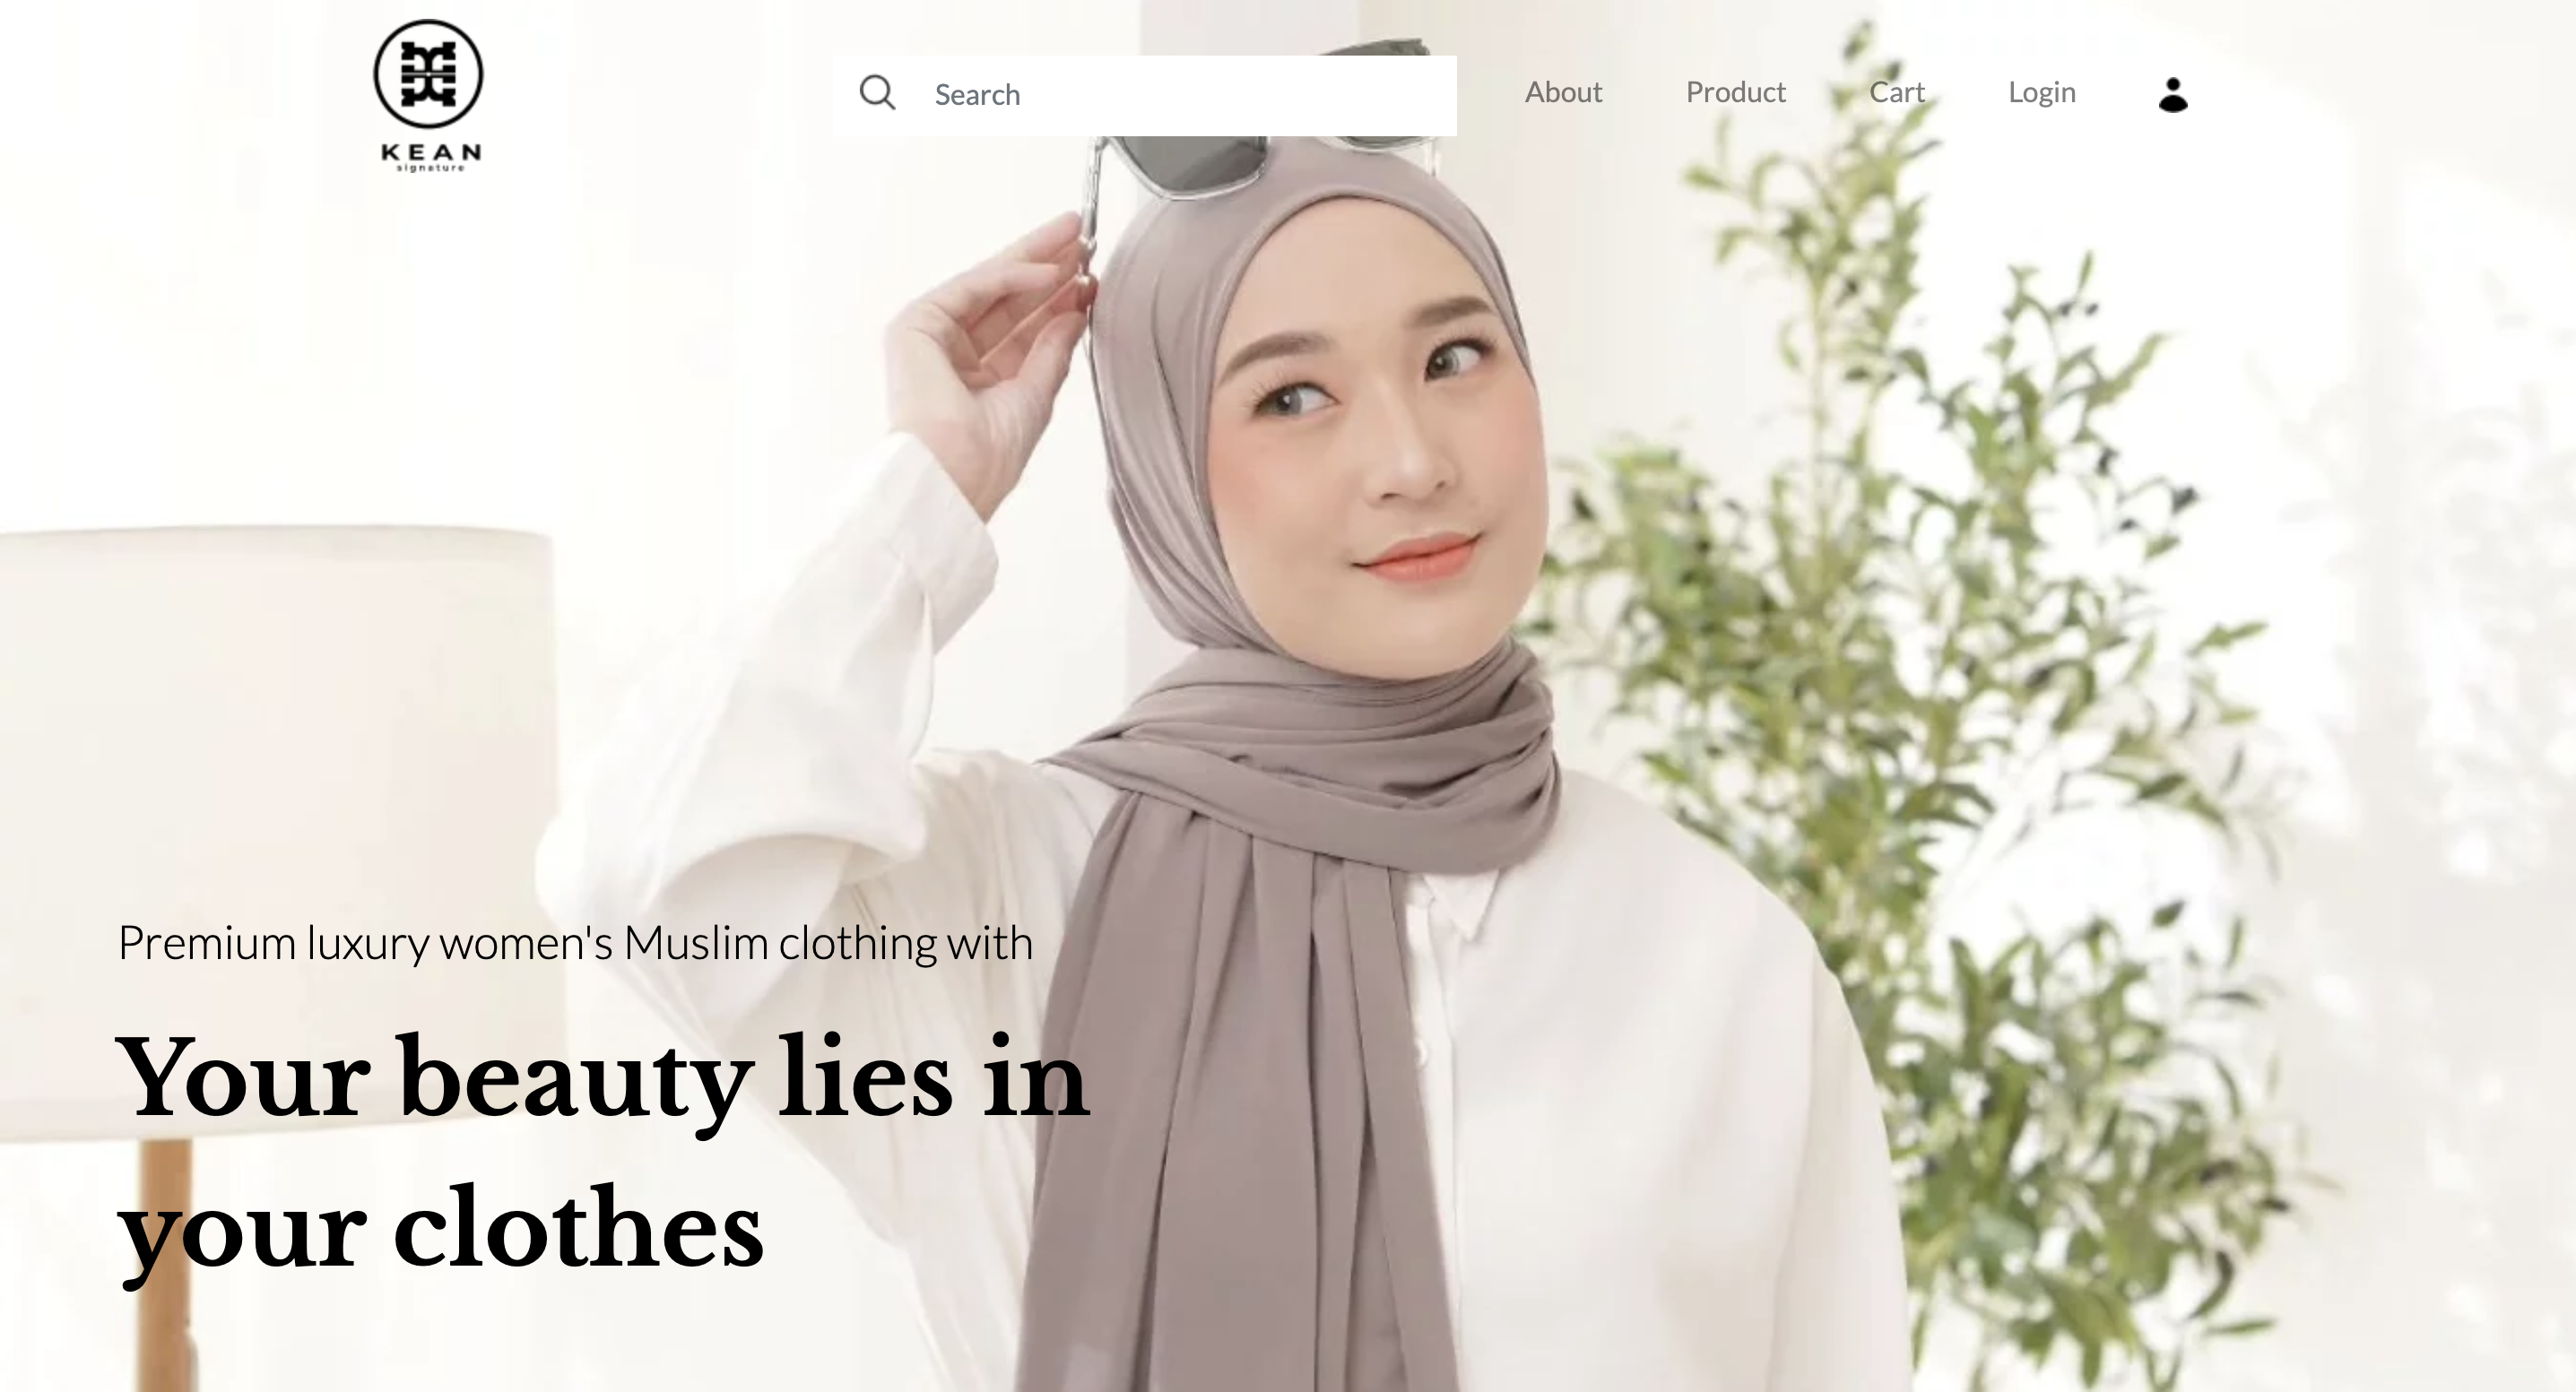 KEAN
signature
Search
About
Product
Cart
Login
Premium luxury women's Muslim clothing with
Your beauty lies in
your clothes